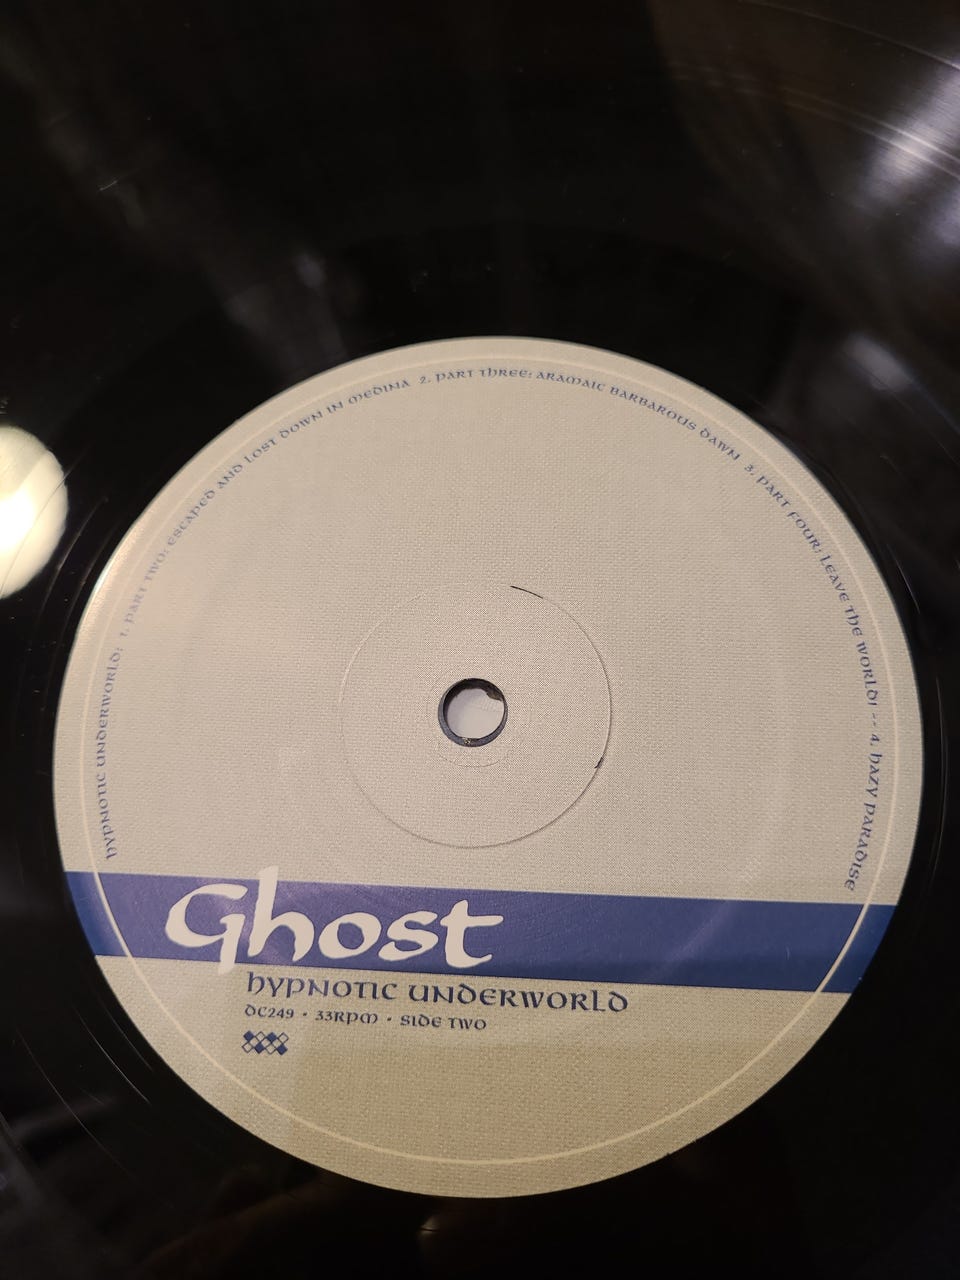 HYPNOTIC UNDERWORLD: 1. PART TWO: ESCAPED AND LOST DOWN IN MEDINA 2. PART THREE: ARAMAIC BARBAROUS DAWN 3. PART FOUR: LEAVE THE WORLD! -- 4. HAZY PARADISE
Ghost
HYPNOTIC UNDERWORLD
DC249 · 33RPM · SIDE TWO